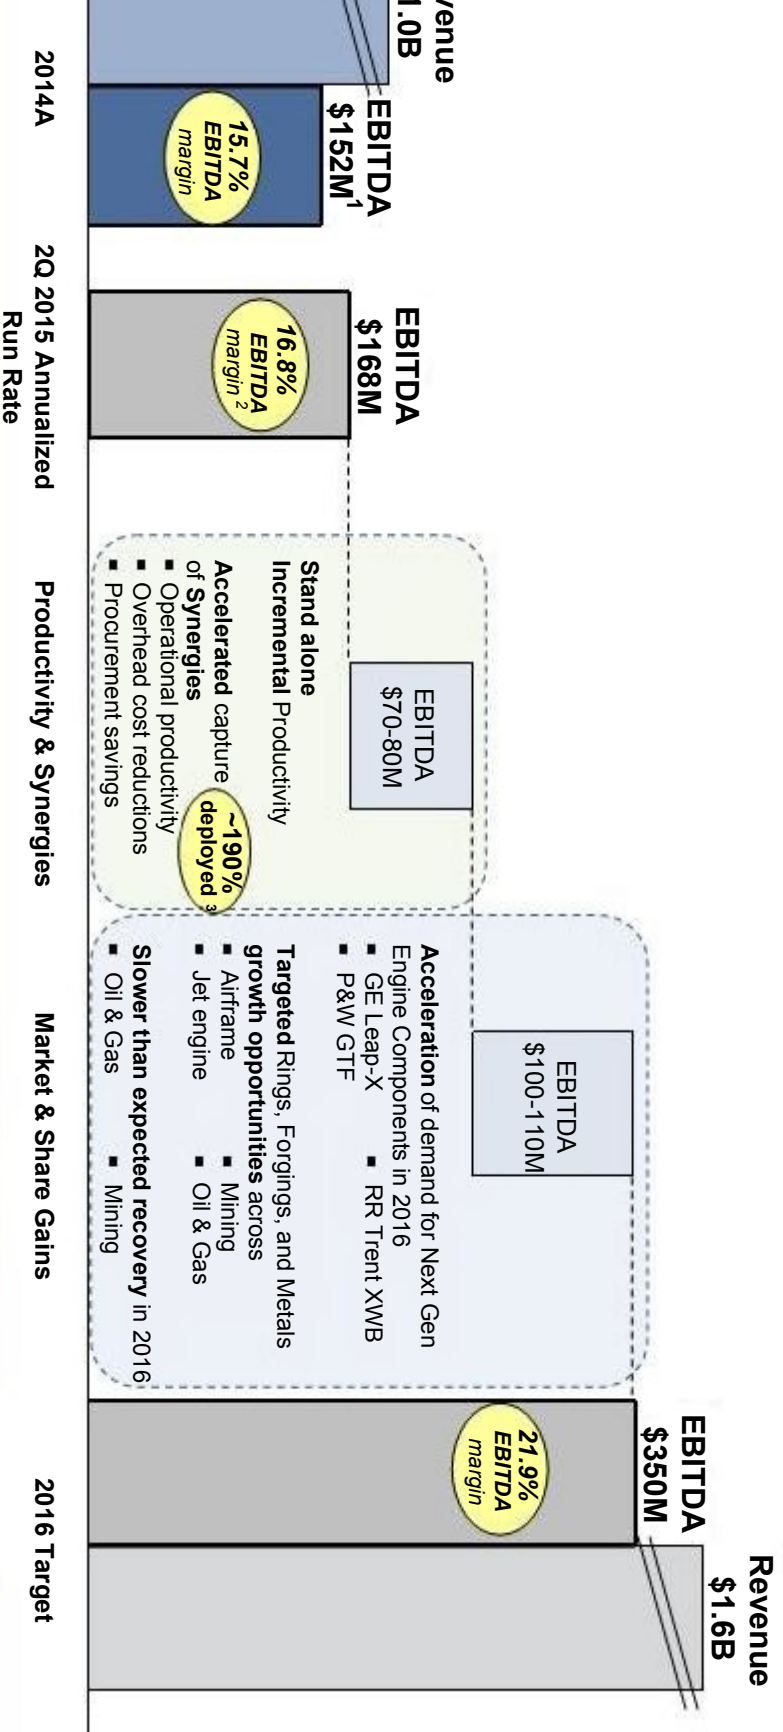 venue
1.0B
EBITDA
$152M1
15.7%
EBITDA
margin
2014A
EBITDA
$168M
16.8%
EBITDA
margin 2
2Q 2015 Annualized
Run Rate
EBITDA
$70-80M
Stand alone
Incremental Productivity
Accelerated capture
of Synergies
▪ Operational productivity
▪ Overhead cost reductions
▪ Procurement savings
~190%
deployed 3
Productivity & Synergies
EBITDA
$100-110M
Acceleration of demand for Next Gen
Engine Components in 2016
▪ GE Leap-X ▪ RR Trent XWB
▪ P&W GTF
Targeted Rings, Forgings, and Metals
growth opportunities across
▪ Airframe ▪ Mining
▪ Jet engine ▪ Oil & Gas
Slower than expected recovery in 2016
▪ Oil & Gas ▪ Mining
Market & Share Gains
EBITDA
$350M
21.9%
EBITDA
margin
Revenue
$1.6B
2016 Target